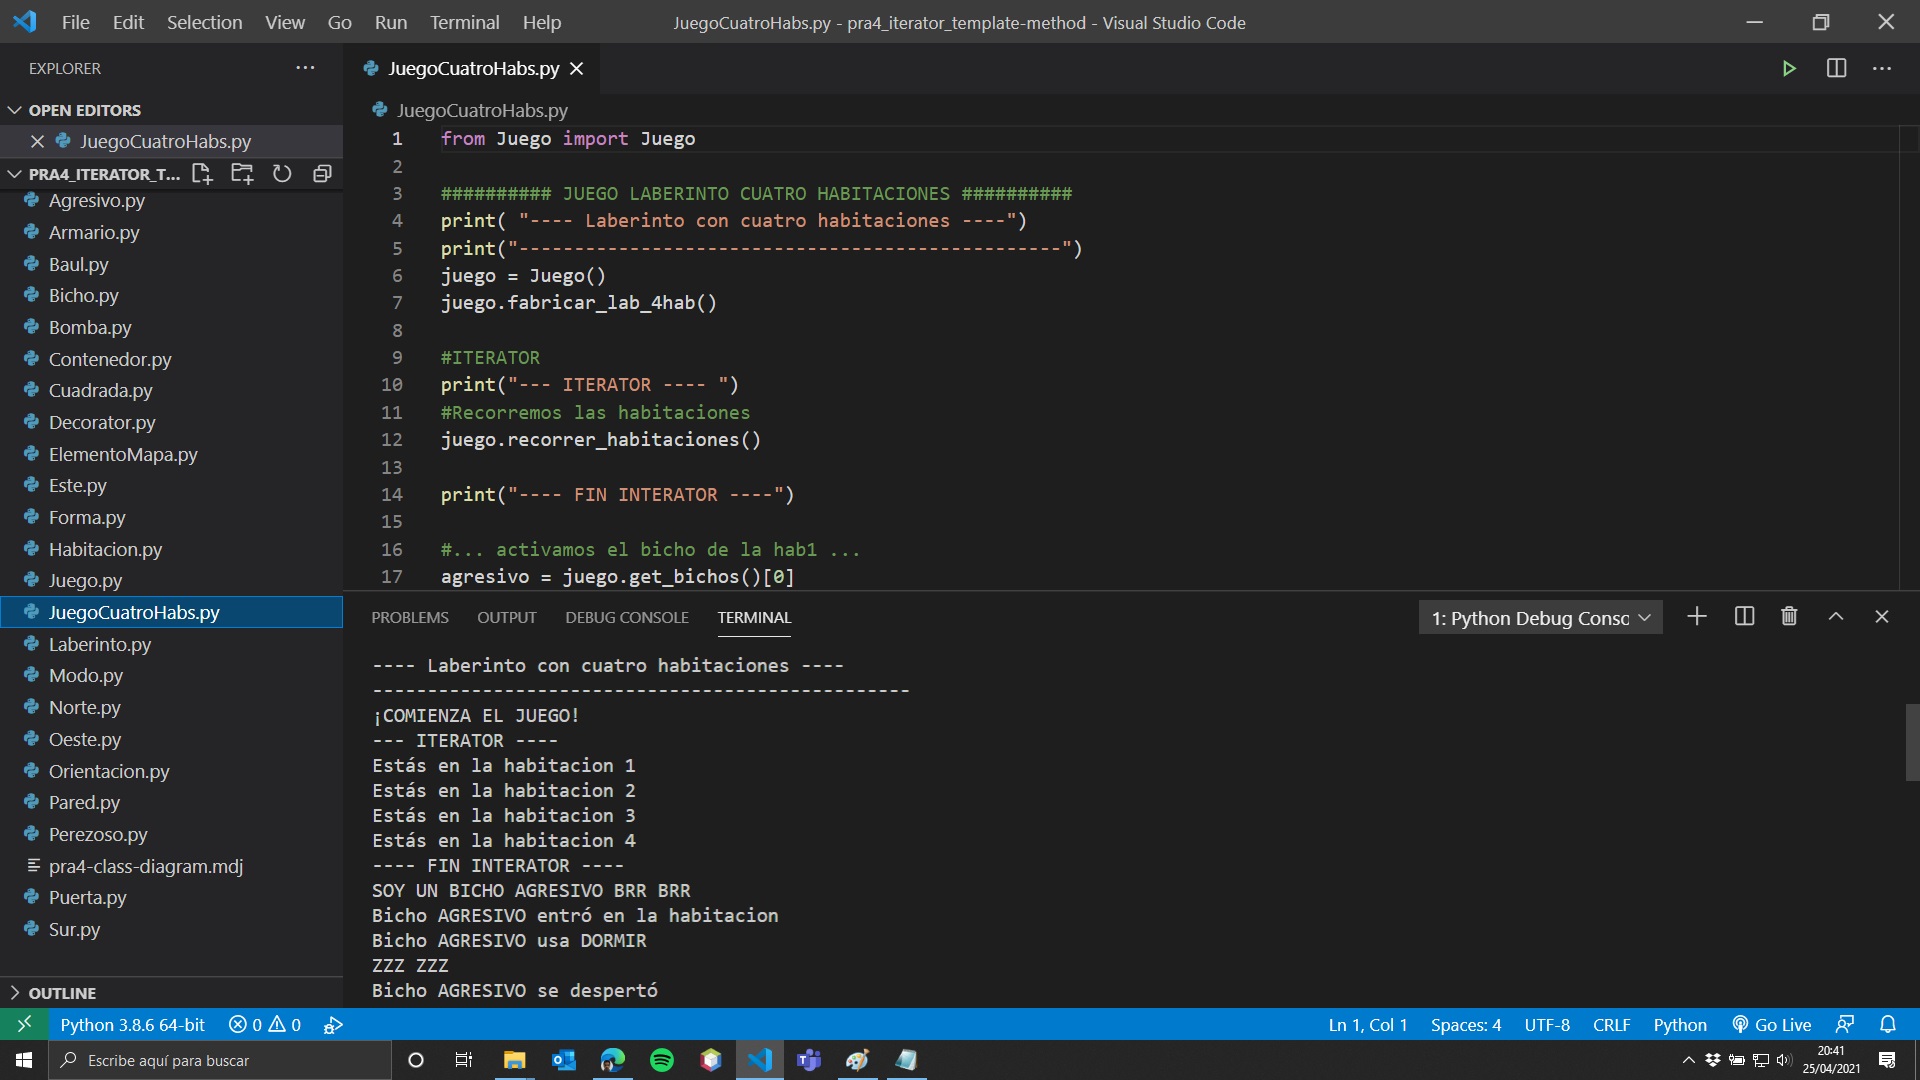 File Edit Selection View Go Run Terminal Help
JuegoCuatroHabs.py - pra4_iterator_template-method - Visual Studio Code
EXPLORER
OPEN EDITORS
JuegoCuatroHabs.py
PRA4_ITERATOR_T...
Agresivo.py
Armario.py
Baul.py
Bicho.py
Bomba.py
Contenedor.py
Cuadrada.py
Decorator.py
ElementoMapa.py
Este.py
Forma.py
Habitacion.py
Juego.py
JuegoCuatroHabs.py
Laberinto.py
Modo.py
Norte.py
Oeste.py
Orientacion.py
Pared.py
Perezoso.py
pra4-class-diagram.mdj
Puerta.py
Sur.py
OUTLINE
JuegoCuatroHabs.py
JuegoCuatroHabs.py
1 from Juego import Juego
2
3 ########## JUEGO LABERINTO CUATRO HABITACIONES ##########
4 print( "---- Laberinto con cuatro habitaciones ----")
5 print("-------------------------------------------------")
6 juego = Juego()
7 juego.fabricar_lab_4hab()
8
9 #ITERATOR
10 print("--- ITERATOR ---- ")
11 #Recorremos las habitaciones
12 juego.recorrer_habitaciones()
13
14 print("---- FIN INTERATOR ----")
15
16 #... activamos el bicho de la hab1 ...
17 agresivo = juego.get_bichos()[0]
PROBLEMS OUTPUT DEBUG CONSOLE TERMINAL
1: Python Debug Consc
---- Laberinto con cuatro habitaciones ----
-------------------------------------------------
¡COMIENZA EL JUEGO!
--- ITERATOR ----
Estás en la habitacion 1
Estás en la habitacion 2
Estás en la habitacion 3
Estás en la habitacion 4
---- FIN INTERATOR ----
SOY UN BICHO AGRESIVO BRR BRR
Bicho AGRESIVO entró en la habitacion
Bicho AGRESIVO usa DORMIR
ZZZ ZZZ
Bicho AGRESIVO se despertó
Python 3.8.6 64-bit 0 0
Ln 1, Col 1 Spaces: 4 UTF-8 CRLF Python Go Live
Escribe aquí para buscar
20:41
25/04/2021